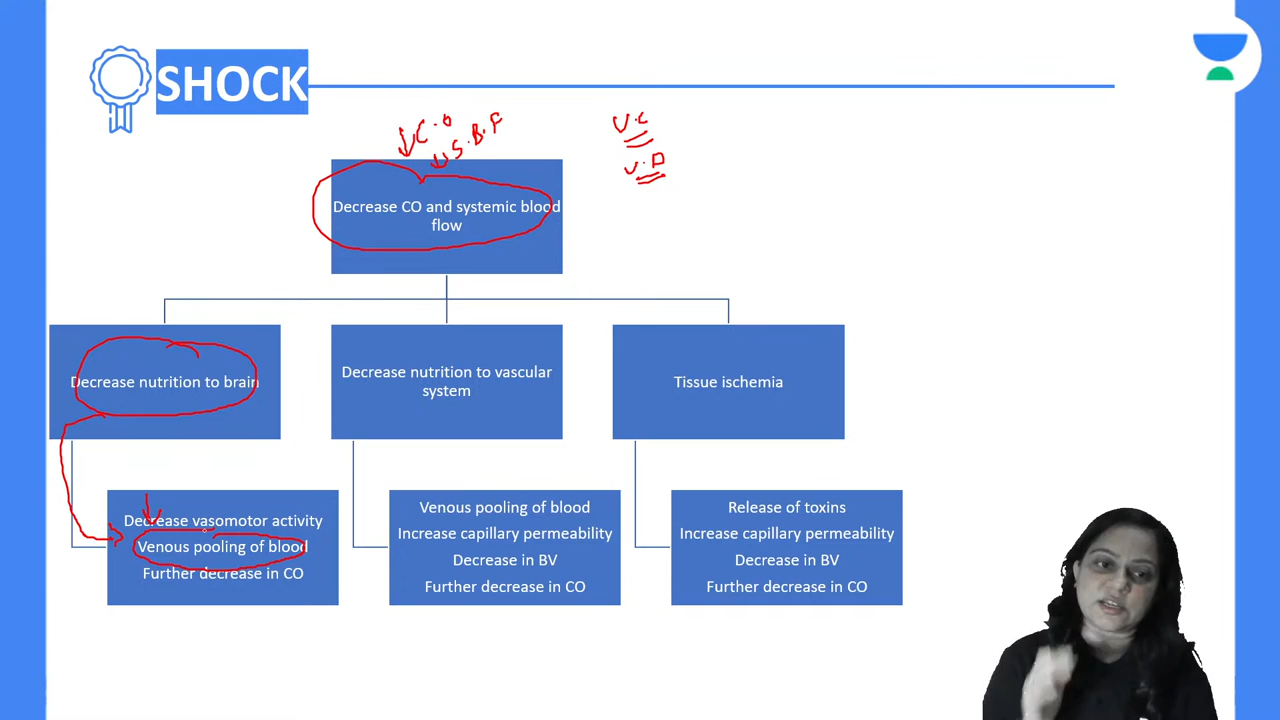 SHOCK
↓ C.O
↓ S.B.F
V.C
V.D
Decrease CO and systemic blood
flow
Decrease nutrition to brain
Decrease nutrition to vascular
system
Tissue ischemia
Decrease vasomotor activity
Venous pooling of blood
Further decrease in CO
Venous pooling of blood
Increase capillary permeability
Decrease in BV
Further decrease in CO
Release of toxins
Increase capillary permeability
Decrease in BV
Further decrease in CO